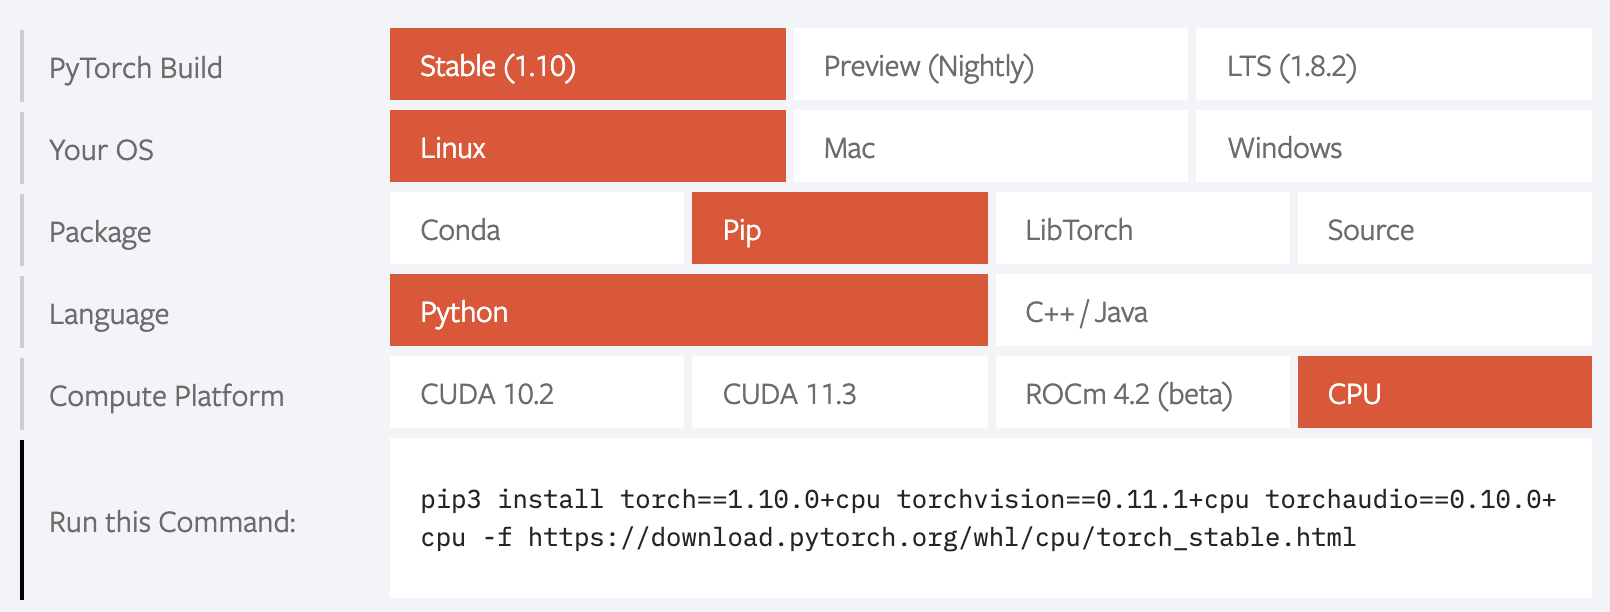 PyTorch Build Stable (1.10) Preview (Nightly) LTS (1.8.2)
Your OS Linux Mac Windows
Package Conda Pip LibTorch Source
Language Python C++ / Java
Compute Platform CUDA 10.2 CUDA 11.3 ROCm 4.2 (beta) CPU
Run this Command:
pip3 install torch==1.10.0+cpu torchvision==0.11.1+cpu torchaudio==0.10.0+
cpu -f https://download.pytorch.org/whl/cpu/torch_stable.html